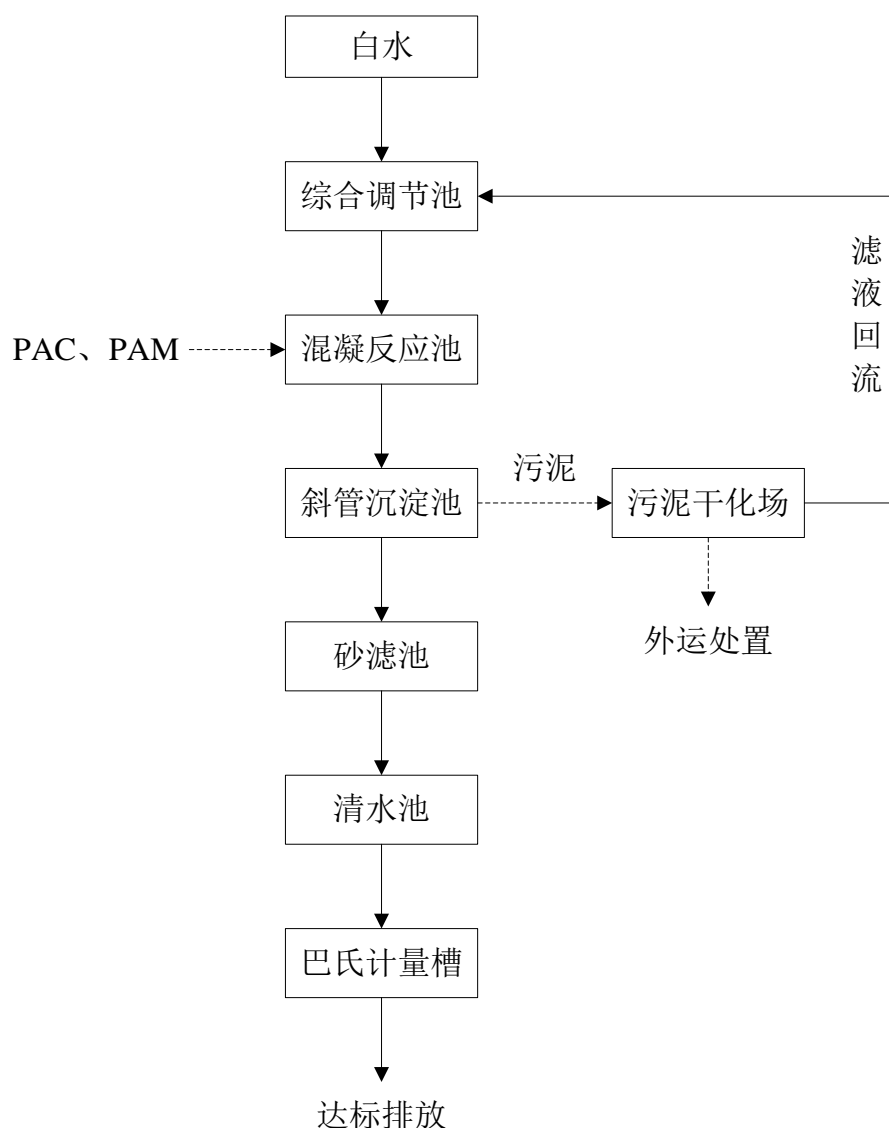 白水
综合调节池
滤液回流
PAC、PAM
混凝反应池
斜管沉淀池
污泥
污泥干化场
外运处置
砂滤池
清水池
巴氏计量槽
达标排放